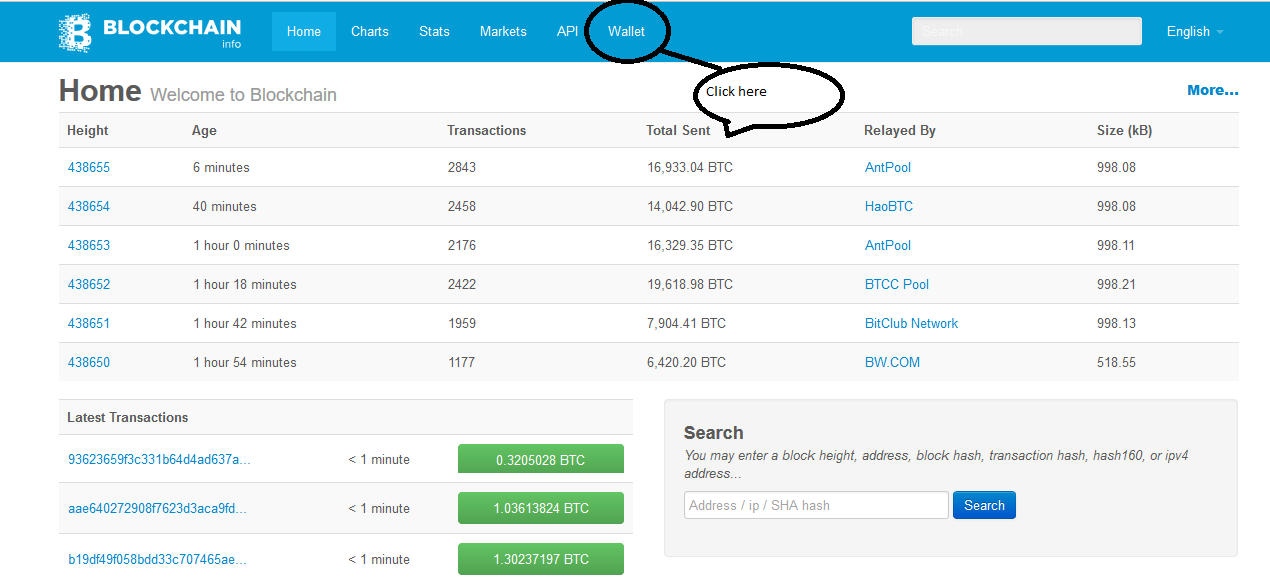 BLOCKCHAIN
info
Home Charts Stats Markets API Wallet Search English
Click here
Home Welcome to Blockchain More...
Height Age Transactions Total Sent Relayed By Size (kB)
438655 6 minutes 2843 16,933.04 BTC AntPool 998.08
438654 40 minutes 2458 14,042.90 BTC HaoBTC 998.08
438653 1 hour 0 minutes 2176 16,329.35 BTC AntPool 998.11
438652 1 hour 18 minutes 2422 19,618.98 BTC BTCC Pool 998.21
438651 1 hour 42 minutes 1959 7,904.41 BTC BitClub Network 998.13
438650 1 hour 54 minutes 1177 6,420.20 BTC BW.COM 518.55
Latest Transactions
93623659f3c331b64d4ad637a... < 1 minute 0.3205028 BTC
aae640272908f7623d3aca9fd... < 1 minute 1.03613824 BTC
b19df49f058bdd33c707465ae... < 1 minute 1.30237197 BTC
Search
You may enter a block height, address, block hash, transaction hash, hash160, or ipv4
address...
Address / ip / SHA hash Search